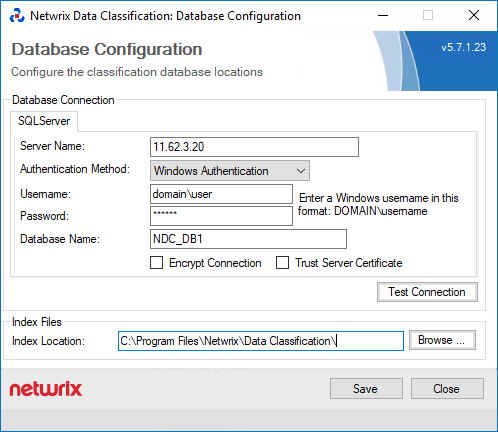 Netwrix Data Classification: Database Configuration
Database Configuration
v5.7.1.23
Configure the classification database locations
Database Connection
SQLServer
Server Name: 11.62.3.20
Authentication Method: Windows Authentication
Username: domain\user
Enter a Windows username in this
format: DOMAIN\username
Password: ******
Database Name: NDC_DB1
Encrypt Connection Trust Server Certificate
Test Connection
Index Files
Index Location: C:\Program Files\Netwrix\Data Classification\ Browse ...
netwrix Save Close